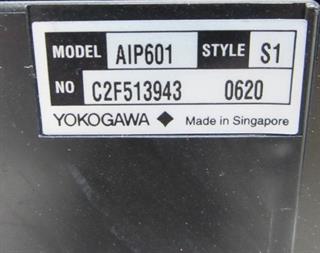 MODEL AIP601 STYLE S1
NO C2F513943 0620
YOKOGAWA ◆ Made in Singapore